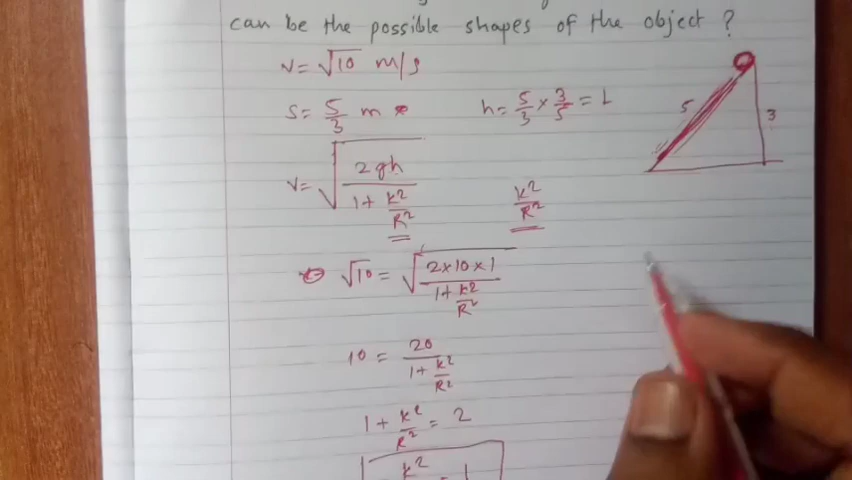 can be the possible shapes of the object ?
v = √10 m/s
s = 5/3 m
h = 5/3 × 3/5 = 1
5
3
v = √(2gh / (1 + k²/R²))
k²/R²
√10 = √(2×10×1 / (1 + k²/R²))
10 = 20 / (1 + k²/R²)
1 + k²/R² = 2
k²